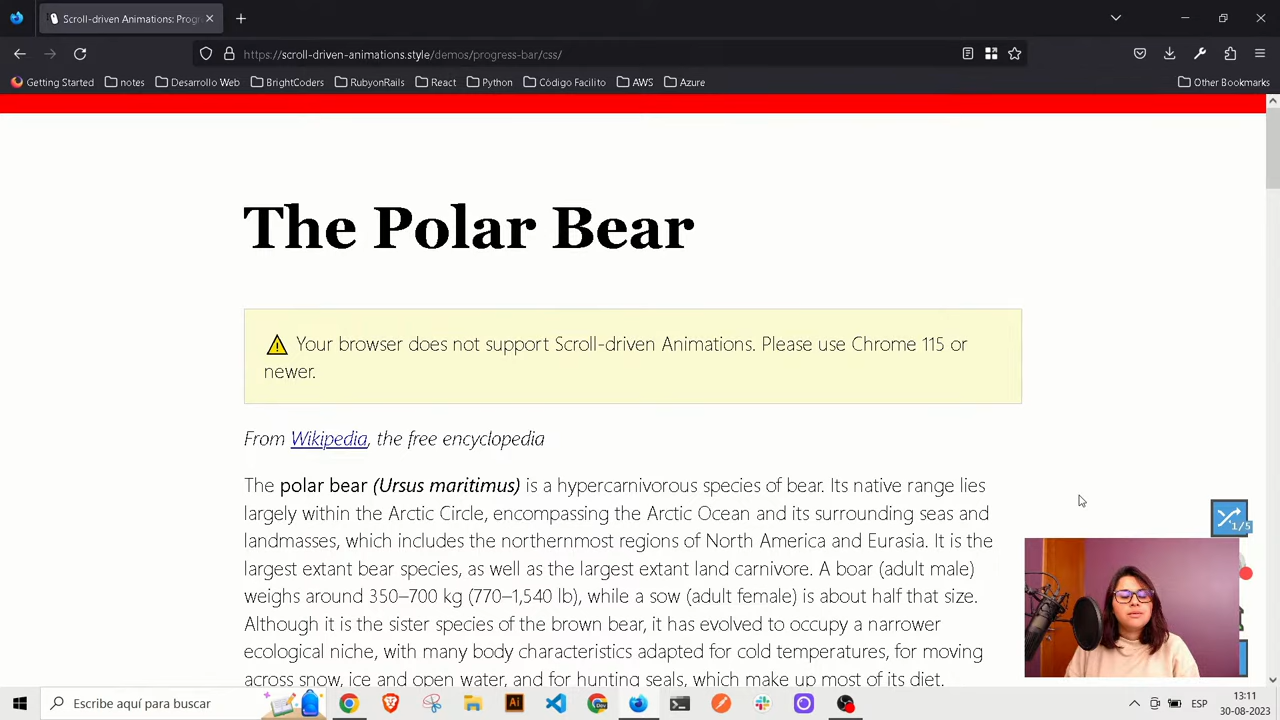 Scroll-driven Animations: Prog
https://scroll-driven-animations.style/demos/progress-bar/css/
Getting Started
notes
Desarrollo Web
BrightCoders
RubyonRails
React
Python
Código Facilito
AWS
Azure
Other Bookmarks
The Polar Bear
Your browser does not support Scroll-driven Animations. Please use Chrome 115 or
newer.
From Wikipedia, the free encyclopedia
The polar bear (Ursus maritimus) is a hypercarnivorous species of bear. Its native range lies
largely within the Arctic Circle, encompassing the Arctic Ocean and its surrounding seas and
landmasses, which includes the northernmost regions of North America and Eurasia. It is the
largest extant bear species, as well as the largest extant land carnivore. A boar (adult male)
weighs around 350–700 kg (770–1,540 lb), while a sow (adult female) is about half that size.
Although it is the sister species of the brown bear, it has evolved to occupy a narrower
ecological niche, with many body characteristics adapted for cold temperatures, for moving
across snow, ice and open water, and for hunting seals, which make up most of its diet.
1/5
Escribe aquí para buscar
Ai
ESP
13:11
30-08-2023